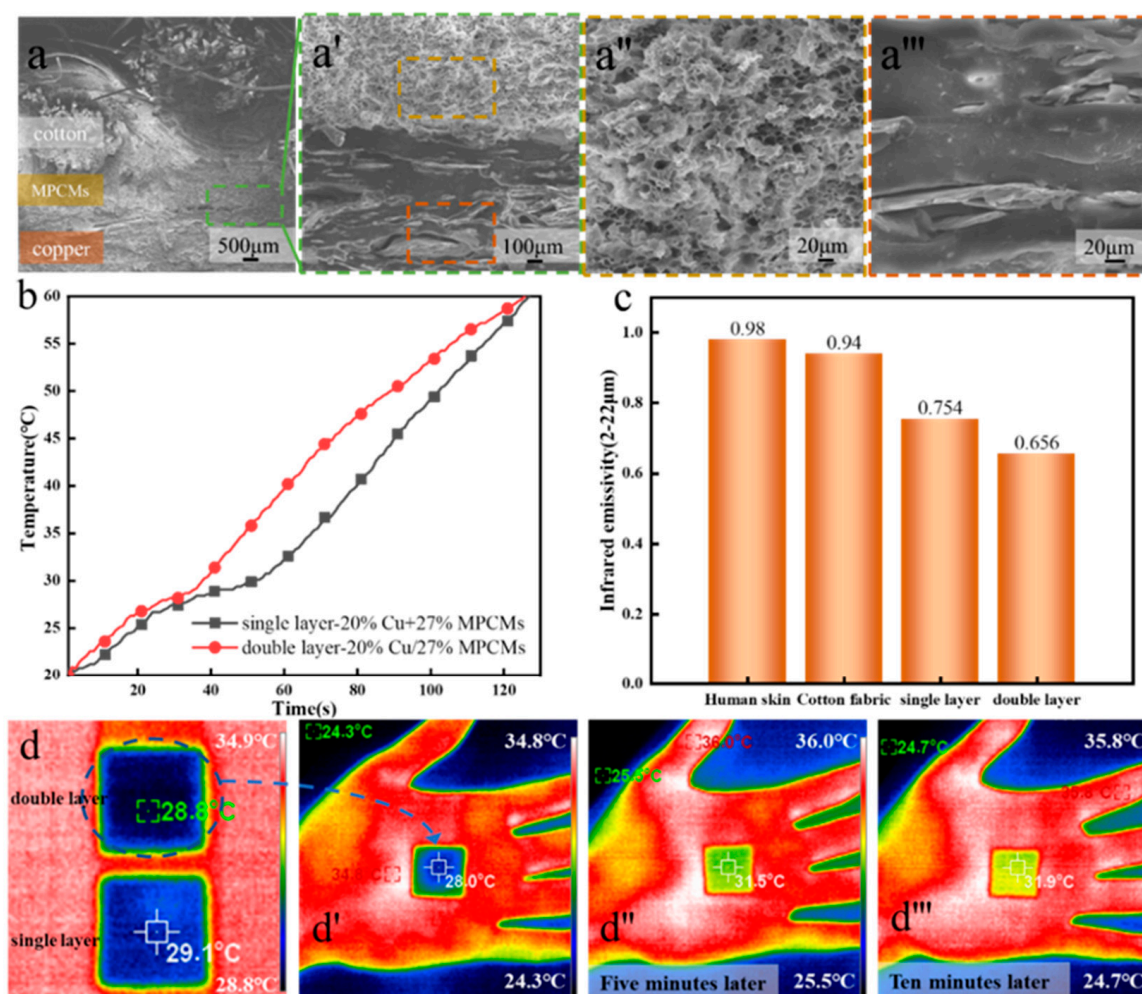 a
cotton
MPCMs
copper
500μm
a'
100μm
a''
20μm
a'''
20μm
b
60
55
50
45
40
35
30
25
20
Temperature(°C)
single layer-20% Cu+27% MPCMs
double layer-20% Cu/27% MPCMs
20
40
60
80
100
120
Time(s)
c
1.0
0.8
0.6
0.4
0.2
0.0
Infrared emissivity(2-22μm)
0.98
0.94
0.754
0.656
Human skin
Cotton fabric
single layer
double layer
d
34.9°C
double layer
28.8°C
single layer
29.1°C
28.8°C
24.3°C
34.8°C
28.0°C
d'
24.3°C
36.0°C
36.0°C
31.5°C
d''
Five minutes later
25.5°C
24.7°C
35.8°C
31.9°C
d'''
Ten minutes later
24.7°C